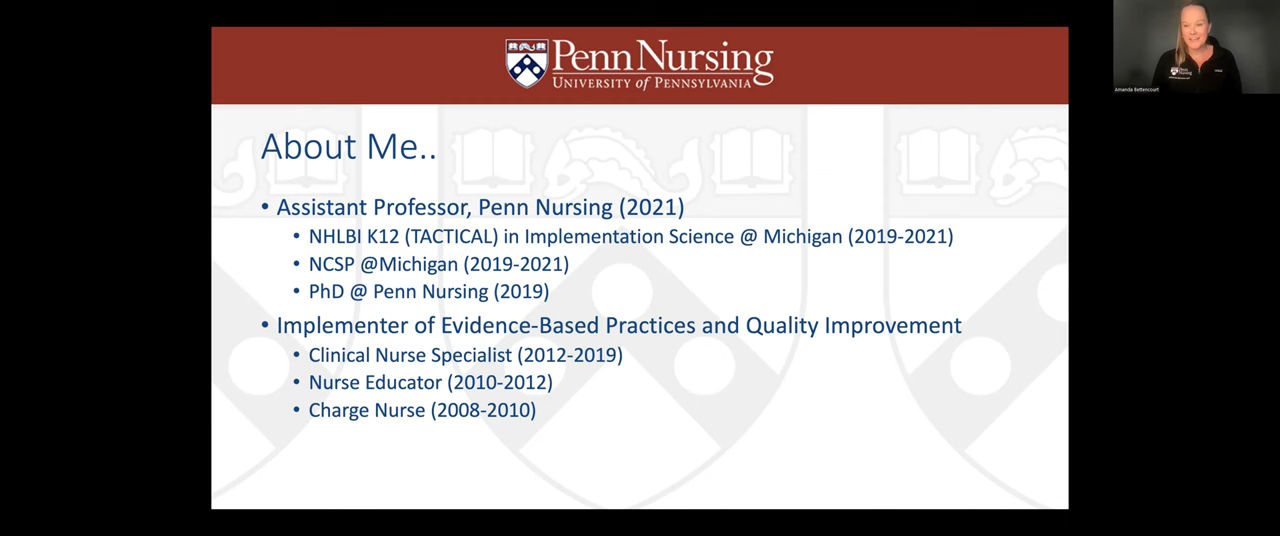 Penn Nursing
UNIVERSITY of PENNSYLVANIA
About Me..
• Assistant Professor, Penn Nursing (2021)
• NHLBI K12 (TACTICAL) in Implementation Science @ Michigan (2019-2021)
• NCSP @Michigan (2019-2021)
• PhD @ Penn Nursing (2019)
• Implementer of Evidence-Based Practices and Quality Improvement
• Clinical Nurse Specialist (2012-2019)
• Nurse Educator (2010-2012)
• Charge Nurse (2008-2010)
Penn
Nursing
Amanda Bettencourt